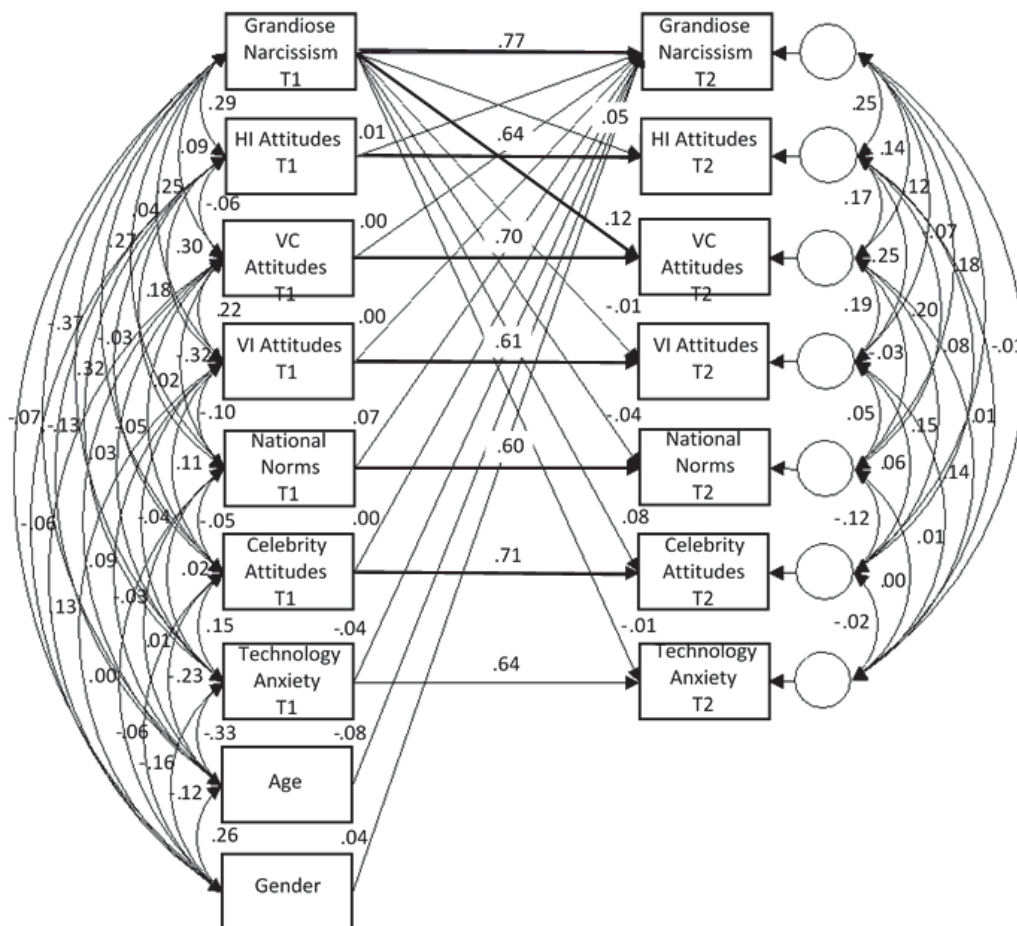 Grandiose
Narcissism
T1
.77
Grandiose
Narcissism
T2
.29
.25
.05
HI Attitudes
T1
.01
.64
HI Attitudes
T2
.09
.14
.25
.04
-.06
.17
.12
VC
Attitudes
T1
.00
.70
.12
VC
Attitudes
T2
.27
.30
.07
.25
.18
.18
.22
.19
.20
VI Attitudes
T1
.00
.61
-.01
VI Attitudes
T2
-.37
.03
-.32
-.03
.08
-.01
.32
.02
-.10
.05
.15
.01
-.07
-.13
-.05
National
Norms
T1
.07
.60
-.04
National
Norms
T2
.03
.11
.06
.14
-.04
-.05
-.12
.01
-.06
Celebrity
Attitudes
T1
.00
.71
.08
Celebrity
Attitudes
T2
.09
.02
.00
.13
-.03
.15
-.02
.01
Technology
Anxiety
T1
-.04
.64
-.01
Technology
Anxiety
T2
.00
-.23
-.33
-.06
-.16
Age
-.08
-.12
.26
Gender
.04